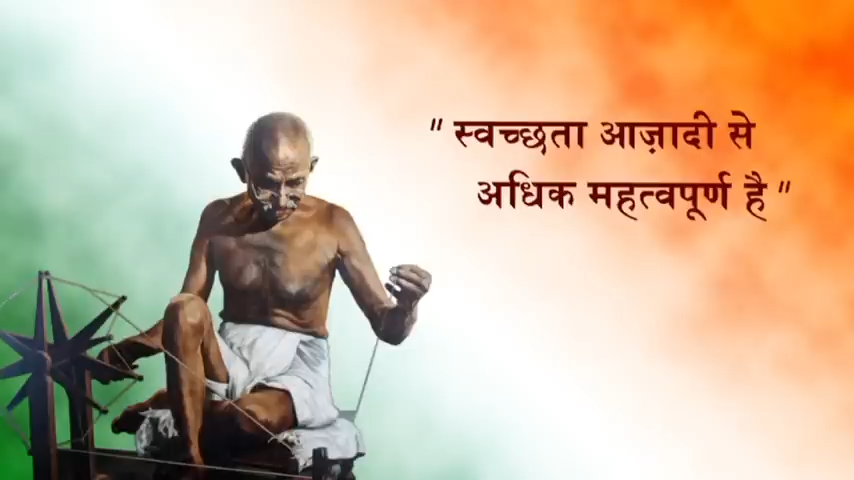 " स्वच्छता आज़ादी से
अधिक महत्वपूर्ण है "